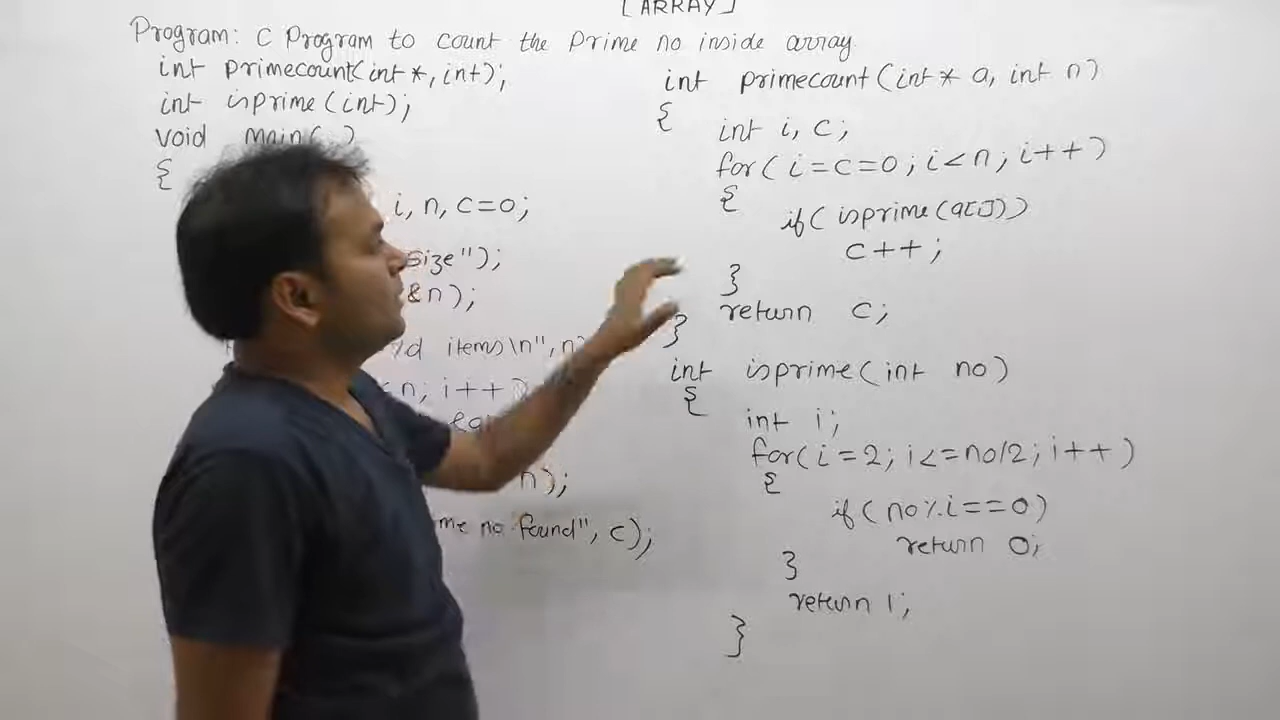 [ARRAY]
Program: C Program to count the Prime no inside array
int primecount(int*, int);
int isprime(int);
void main( )
{
i, n, c=0;
size");
&n);
%d items\n", n)
n; i++)
n);
me no found", c);
int primecount(int* a, int n)
{
int i, c;
for(i=c=0; i<n; i++)
{
if(isprime(a[i]))
c++;
}
return c;
}
int isprime(int no)
{
int i;
for(i=2; i<=no/2; i++)
{
if(no%i==0)
return 0;
}
return 1;
}